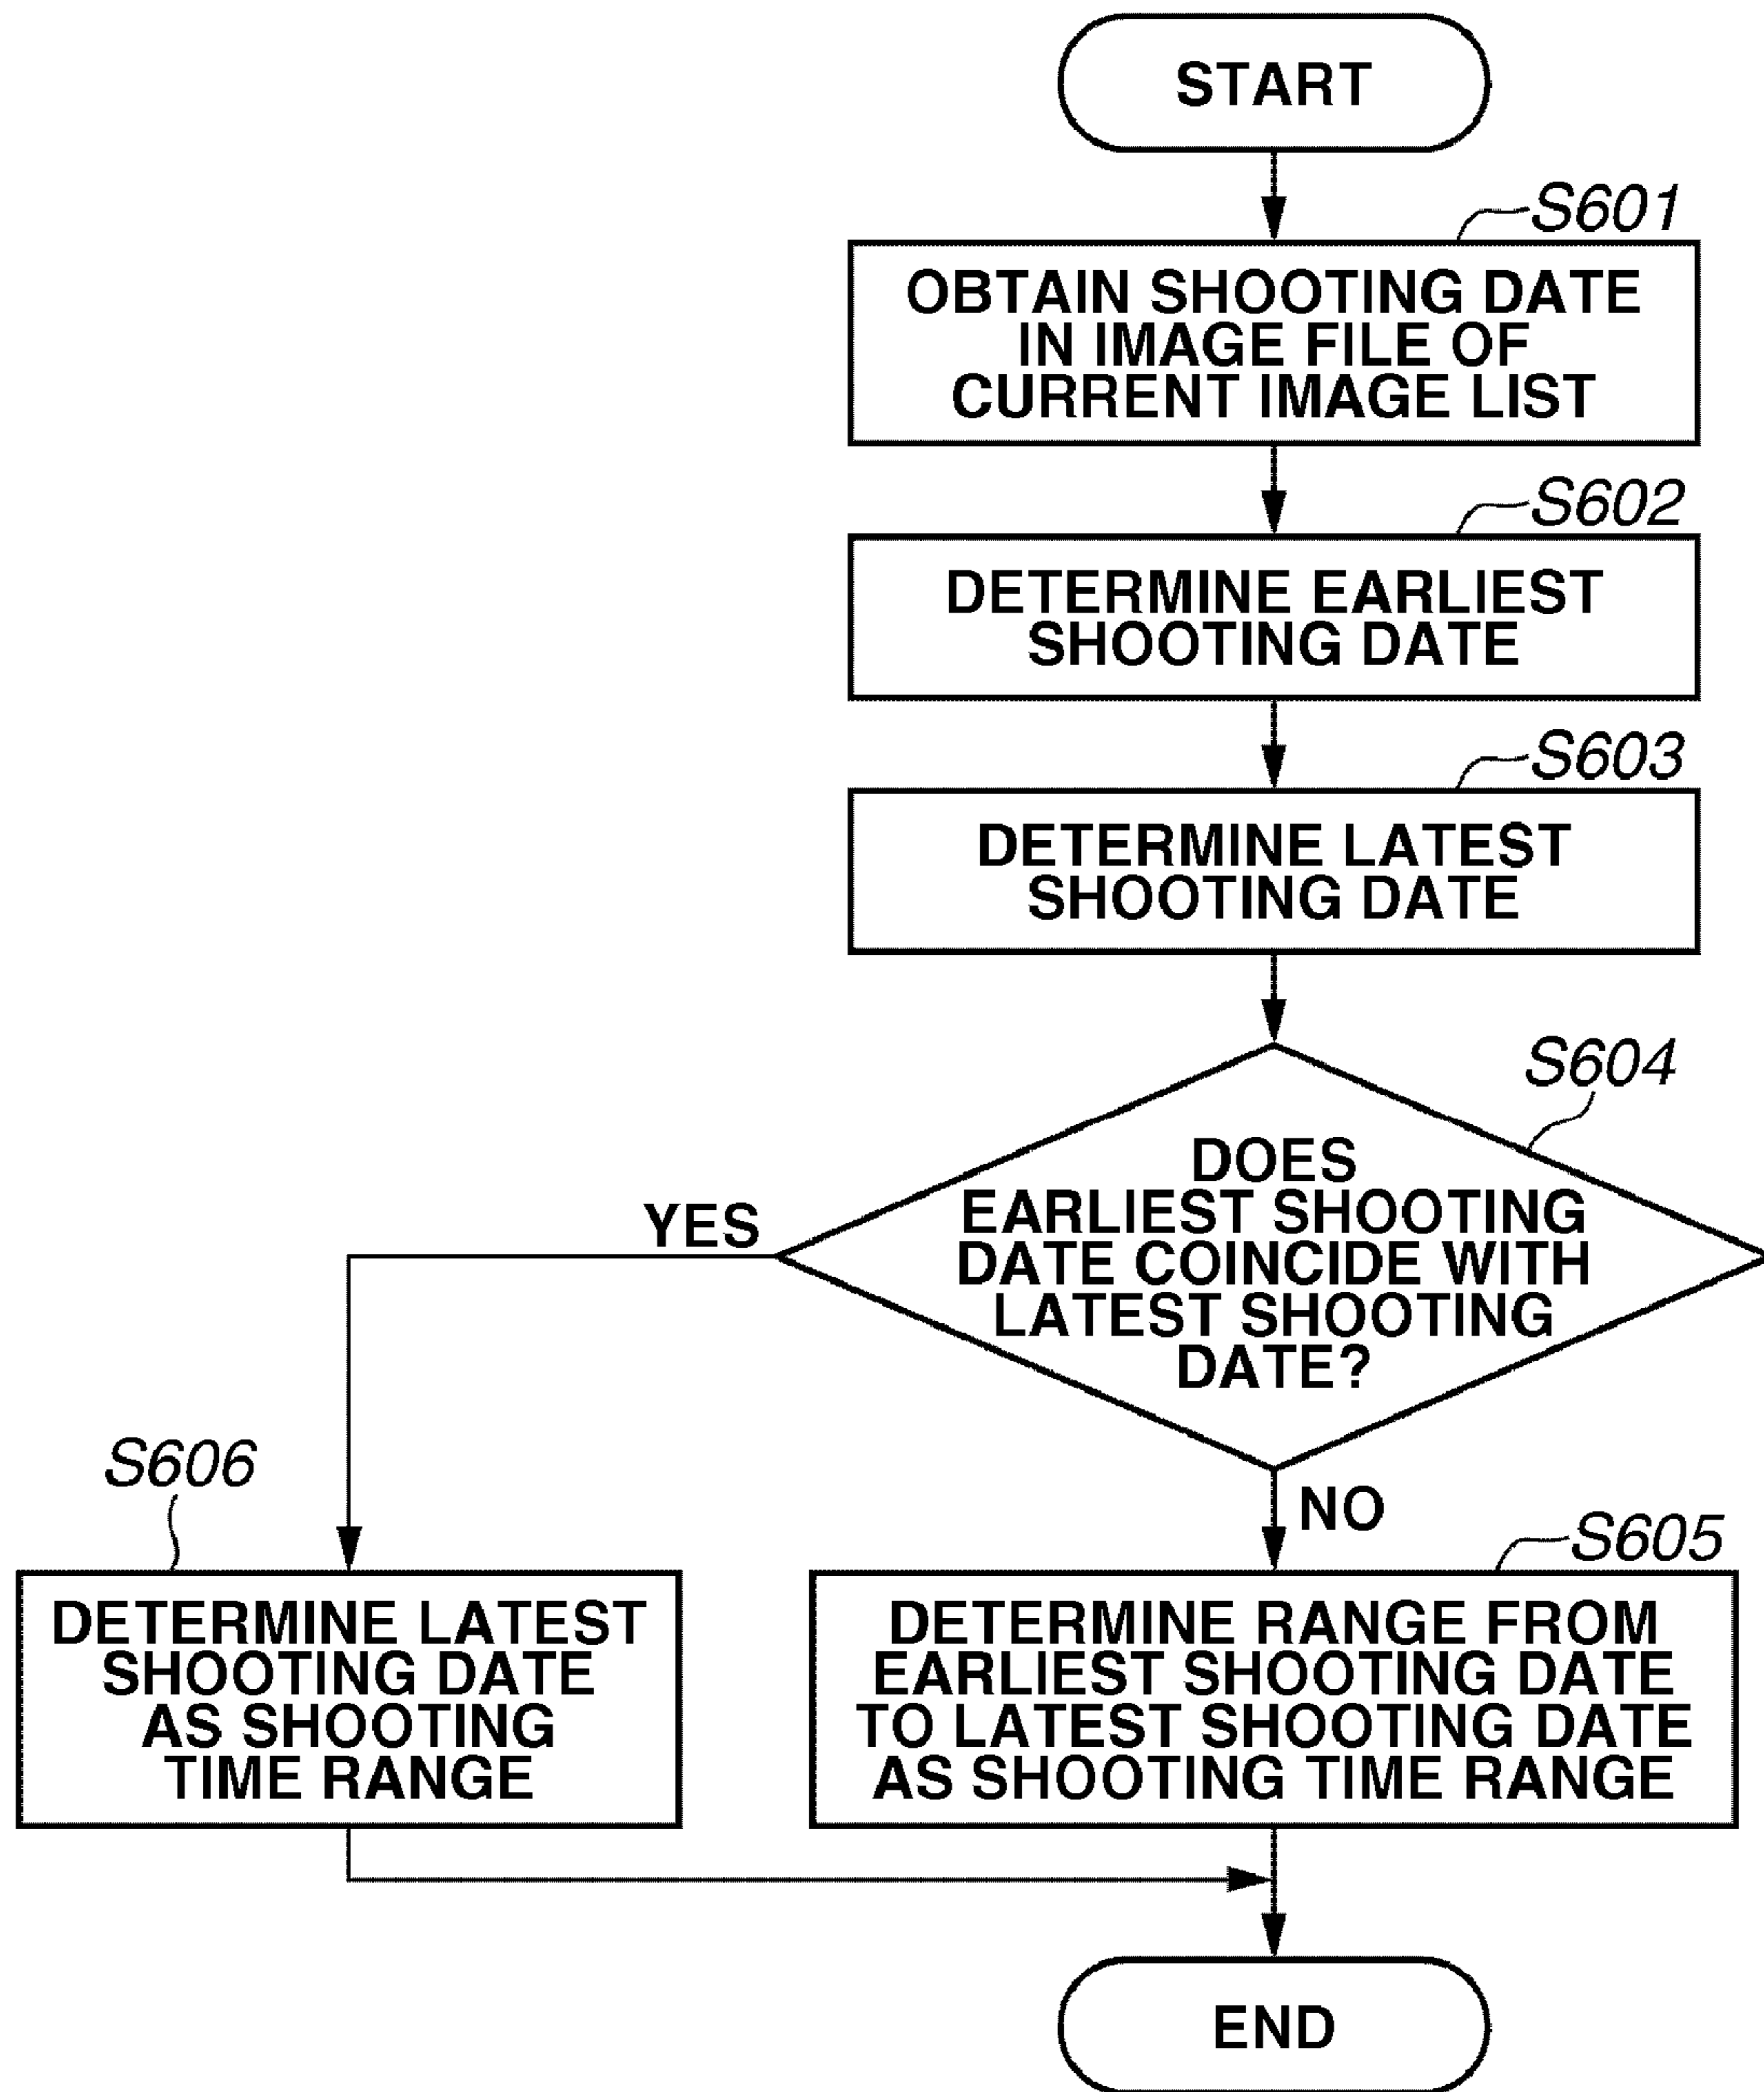 START
S601
OBTAIN SHOOTING DATE
IN IMAGE FILE OF
CURRENT IMAGE LIST
S602
DETERMINE EARLIEST
SHOOTING DATE
S603
DETERMINE LATEST
SHOOTING DATE
S604
DOES
EARLIEST SHOOTING
DATE COINCIDE WITH
LATEST SHOOTING
DATE?
YES
NO
S606
DETERMINE LATEST
SHOOTING DATE
AS SHOOTING
TIME RANGE
S605
DETERMINE RANGE FROM
EARLIEST SHOOTING DATE
TO LATEST SHOOTING DATE
AS SHOOTING TIME RANGE
END